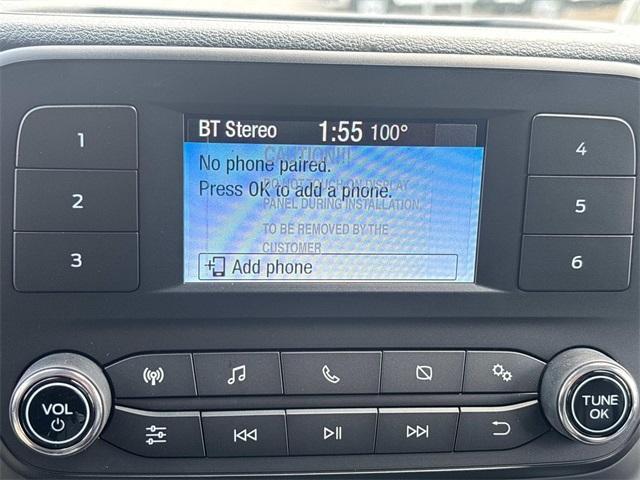 BT Stereo 1:55 100°
No phone paired.
Press OK to add a phone.
Add phone
CAUTION!!!
DO NOT TOUCH ON DISPLAY
PANEL DURING INSTALLATION
TO BE REMOVED BY THE
CUSTOMER
1
2
3
4
5
6
VOL
TUNE
OK